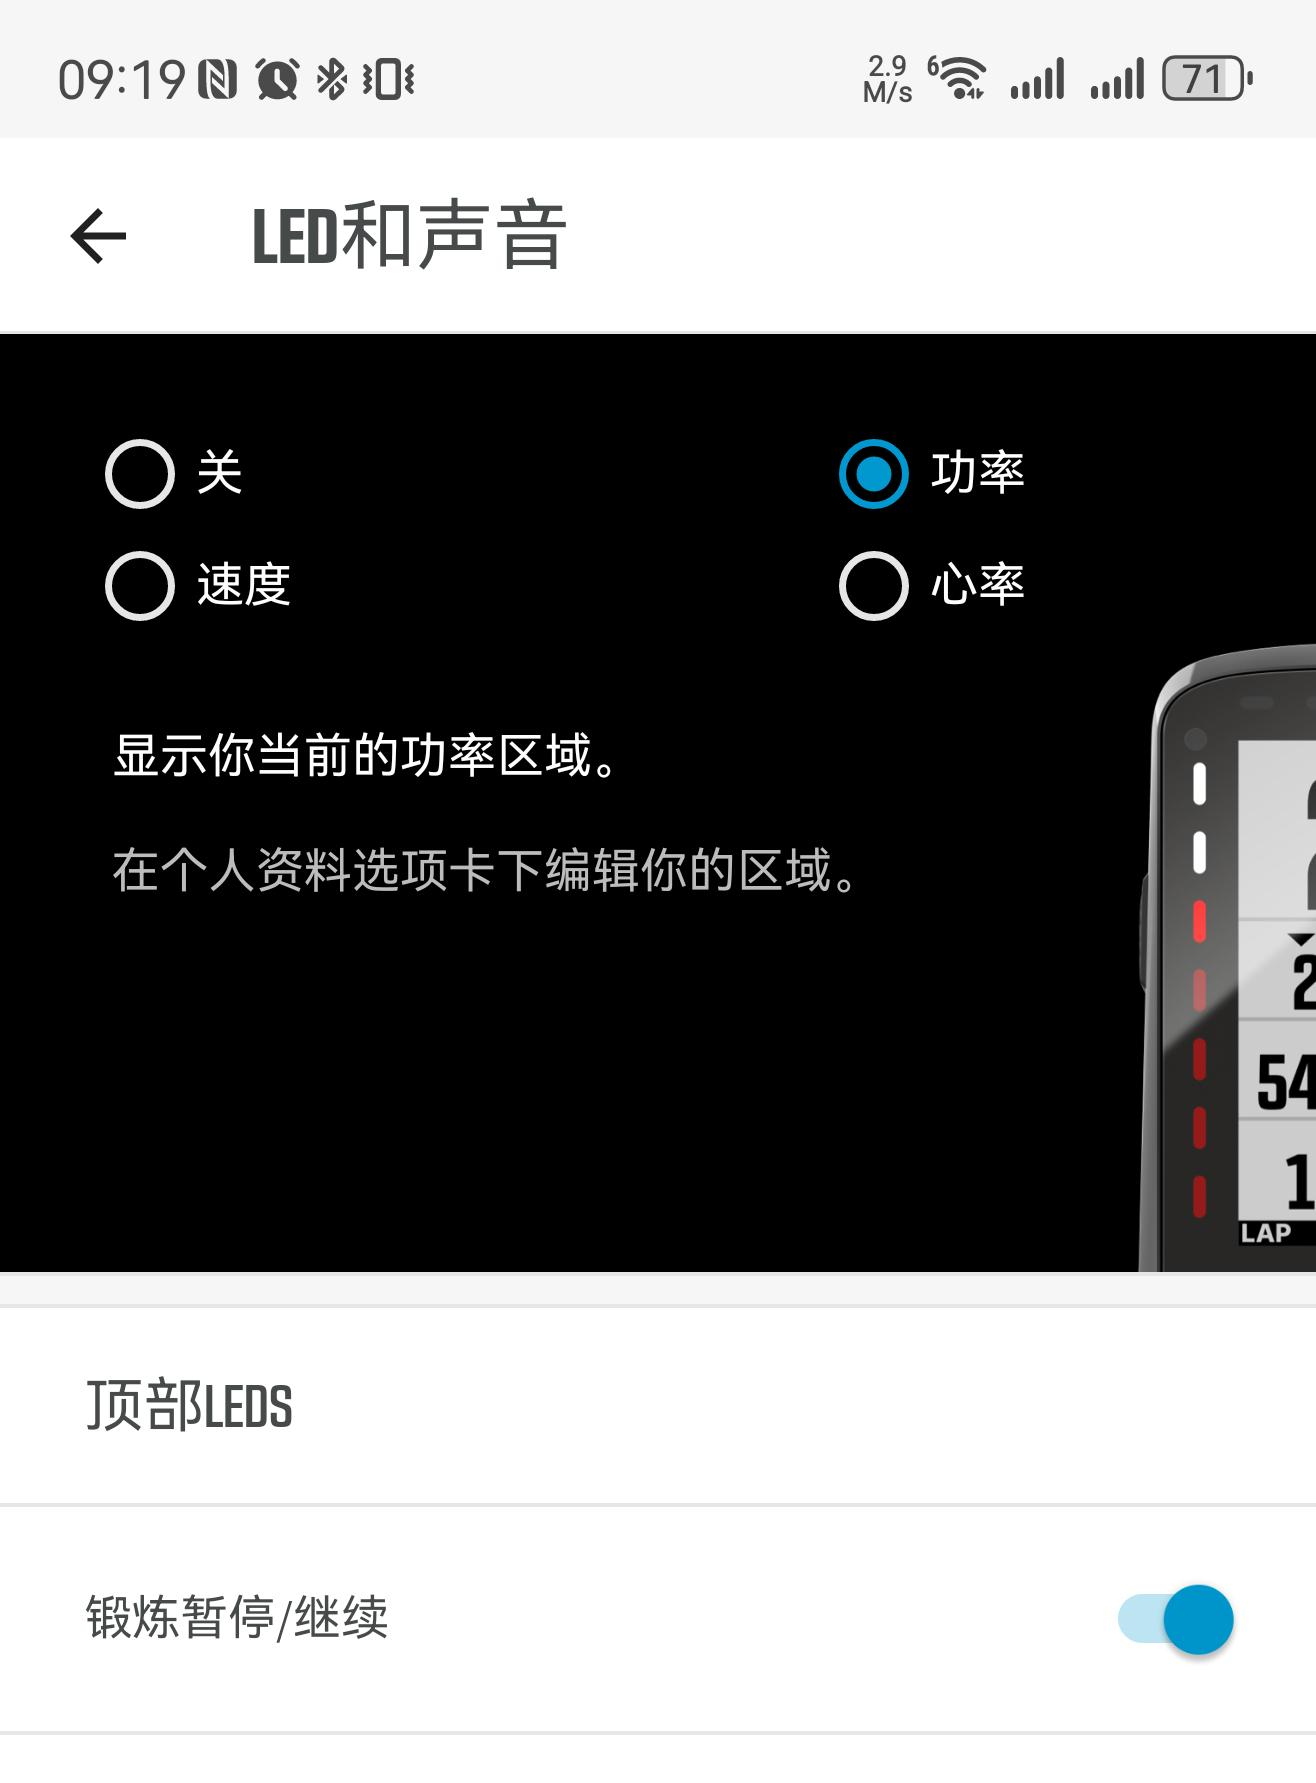 09:19
2.9
M/s
6
71
LED和声音
关
功率
速度
心率
显示你当前的功率区域。
在个人资料选项卡下编辑你的区域。
2
54
1
LAP
顶部LEDS
锻炼暂停/继续